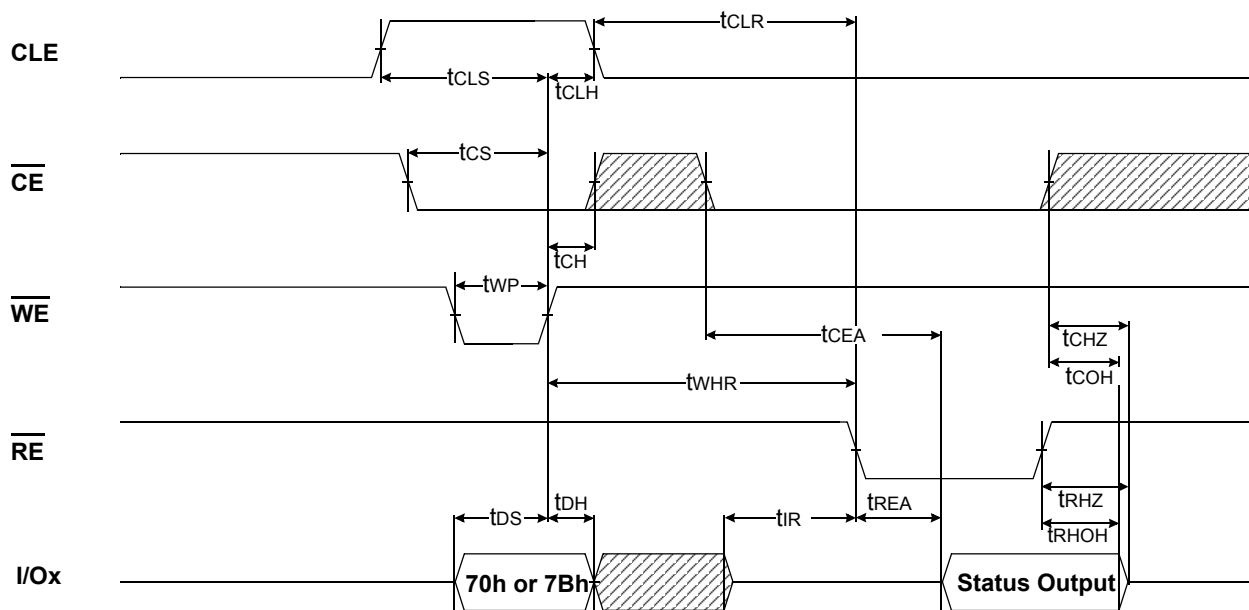 tCLR
CLE
tCLS
tCLH
tCS
CE
tCH
tWP
WE
tCEA
tCHZ
tCOH
tWHR
RE
tDH
tREA
tRHZ
tDS
tIR
tRHOH
I/Ox
70h or 7Bh
Status Output